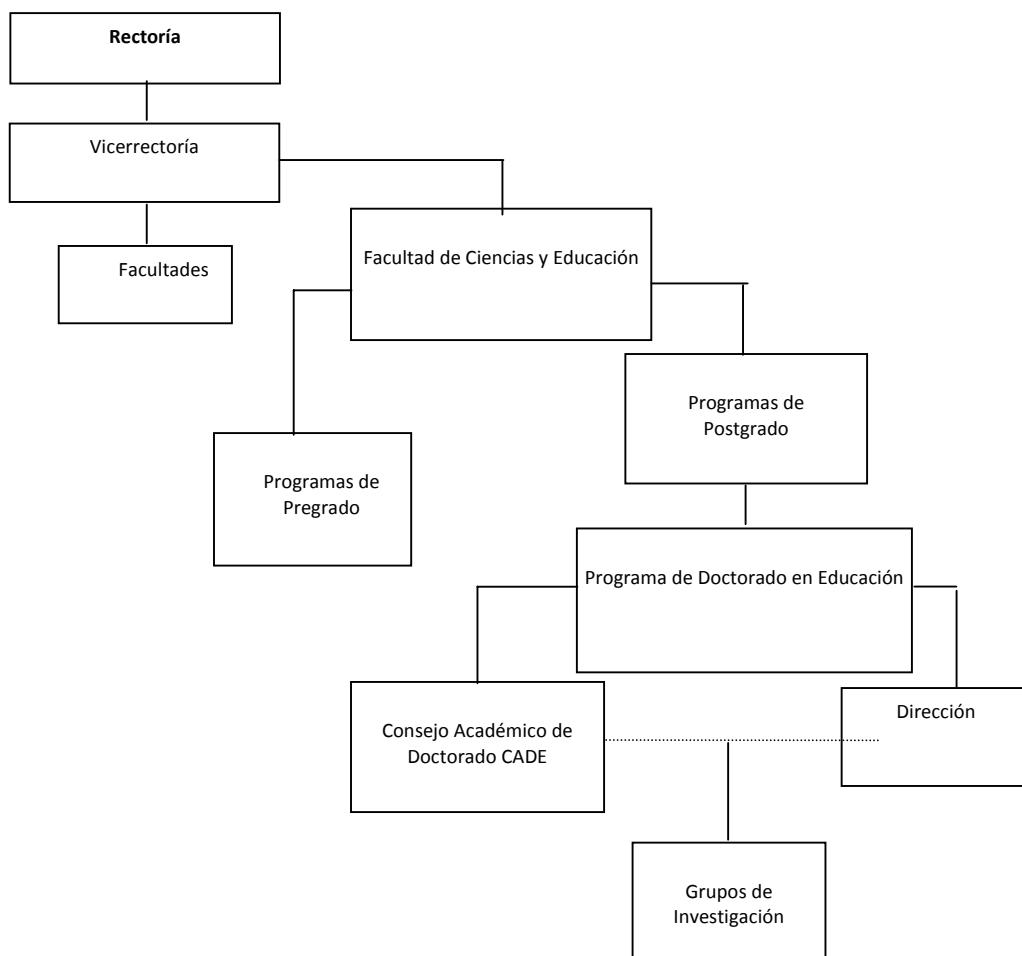 Rectoría
Vicerrectoría
Facultades
Facultad de Ciencias y Educación
Programas de
Postgrado
Programas de
Pregrado
Programa de Doctorado en Educación
Consejo Académico de
Doctorado CADE
Dirección
Grupos de
Investigación